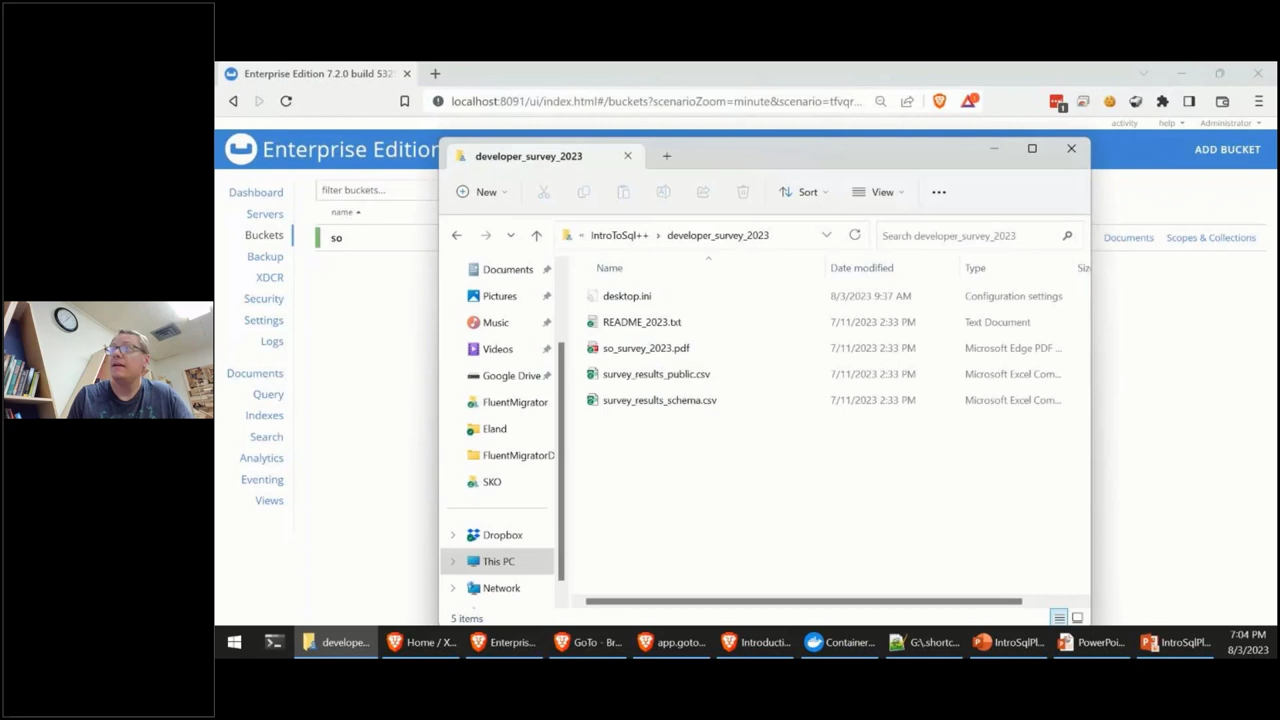 Enterprise Edition 7.2.0 build 532
localhost:8091/ui/index.html#/buckets?scenarioZoom=minute&scenario=tfvqr...
1
activity help Administrator
Enterprise Edition
ADD BUCKET
Dashboard
Servers
Buckets
Backup
XDCR
Security
Settings
Logs
Documents
Query
Indexes
Search
Analytics
Eventing
Views
filter buckets...
name
so
Documents Scopes & Collections
developer_survey_2023
New Sort View
« IntroToSql++ > developer_survey_2023
Search developer_survey_2023
Documents
Pictures
Music
Videos
Google Drive
FluentMigrator
Eland
FluentMigratorD
SKO
Dropbox
This PC
Network
Name Date modified Type Siz
desktop.ini 8/3/2023 9:37 AM Configuration settings
README_2023.txt 7/11/2023 2:33 PM Text Document
so_survey_2023.pdf 7/11/2023 2:33 PM Microsoft Edge PDF ...
survey_results_public.csv 7/11/2023 2:33 PM Microsoft Excel Com...
survey_results_schema.csv 7/11/2023 2:33 PM Microsoft Excel Com...
5 items
develope... Home / X... Enterpris... GoTo - Br... app.goto... Introducti... Container... G:\,shortc... IntroSqlPl... PowerPoi... IntroSqlPl...
7:04 PM
8/3/2023